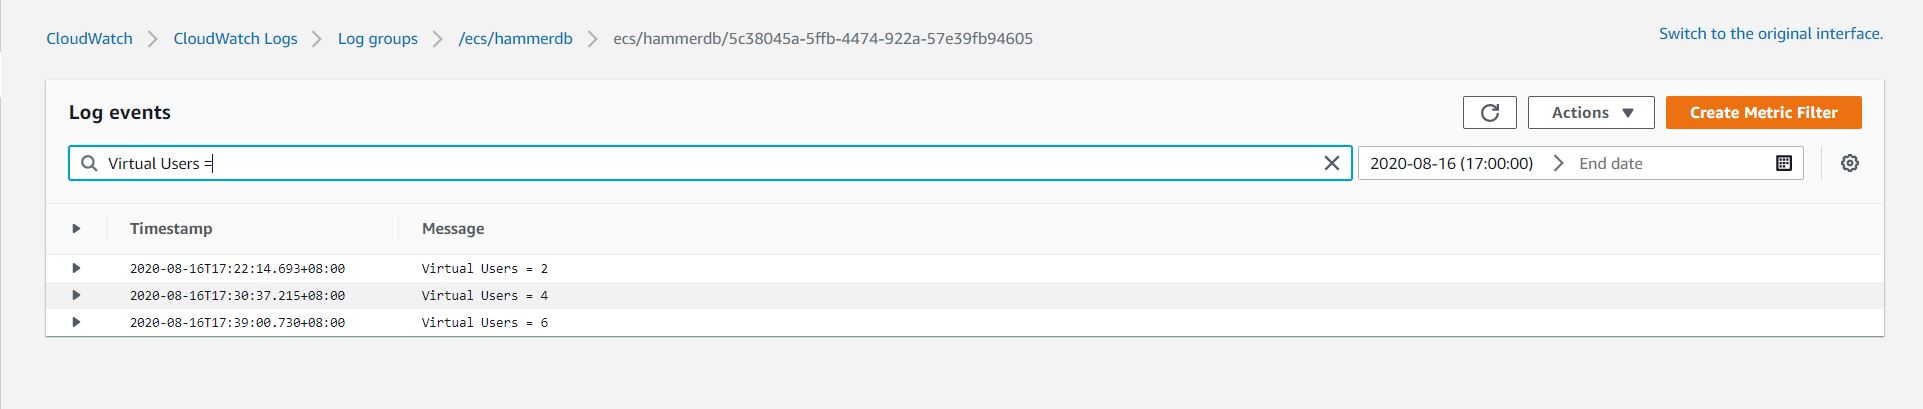 CloudWatch > CloudWatch Logs > Log groups > /ecs/hammerdb > ecs/hammerdb/5c38045a-5ffb-4474-922a-57e39fb94605
Switch to the original interface.
Log events
Actions
Create Metric Filter
Virtual Users =
2020-08-16 (17:00:00) > End date
Timestamp Message
2020-08-16T17:22:14.693+08:00 Virtual Users = 2
2020-08-16T17:30:37.215+08:00 Virtual Users = 4
2020-08-16T17:39:00.730+08:00 Virtual Users = 6